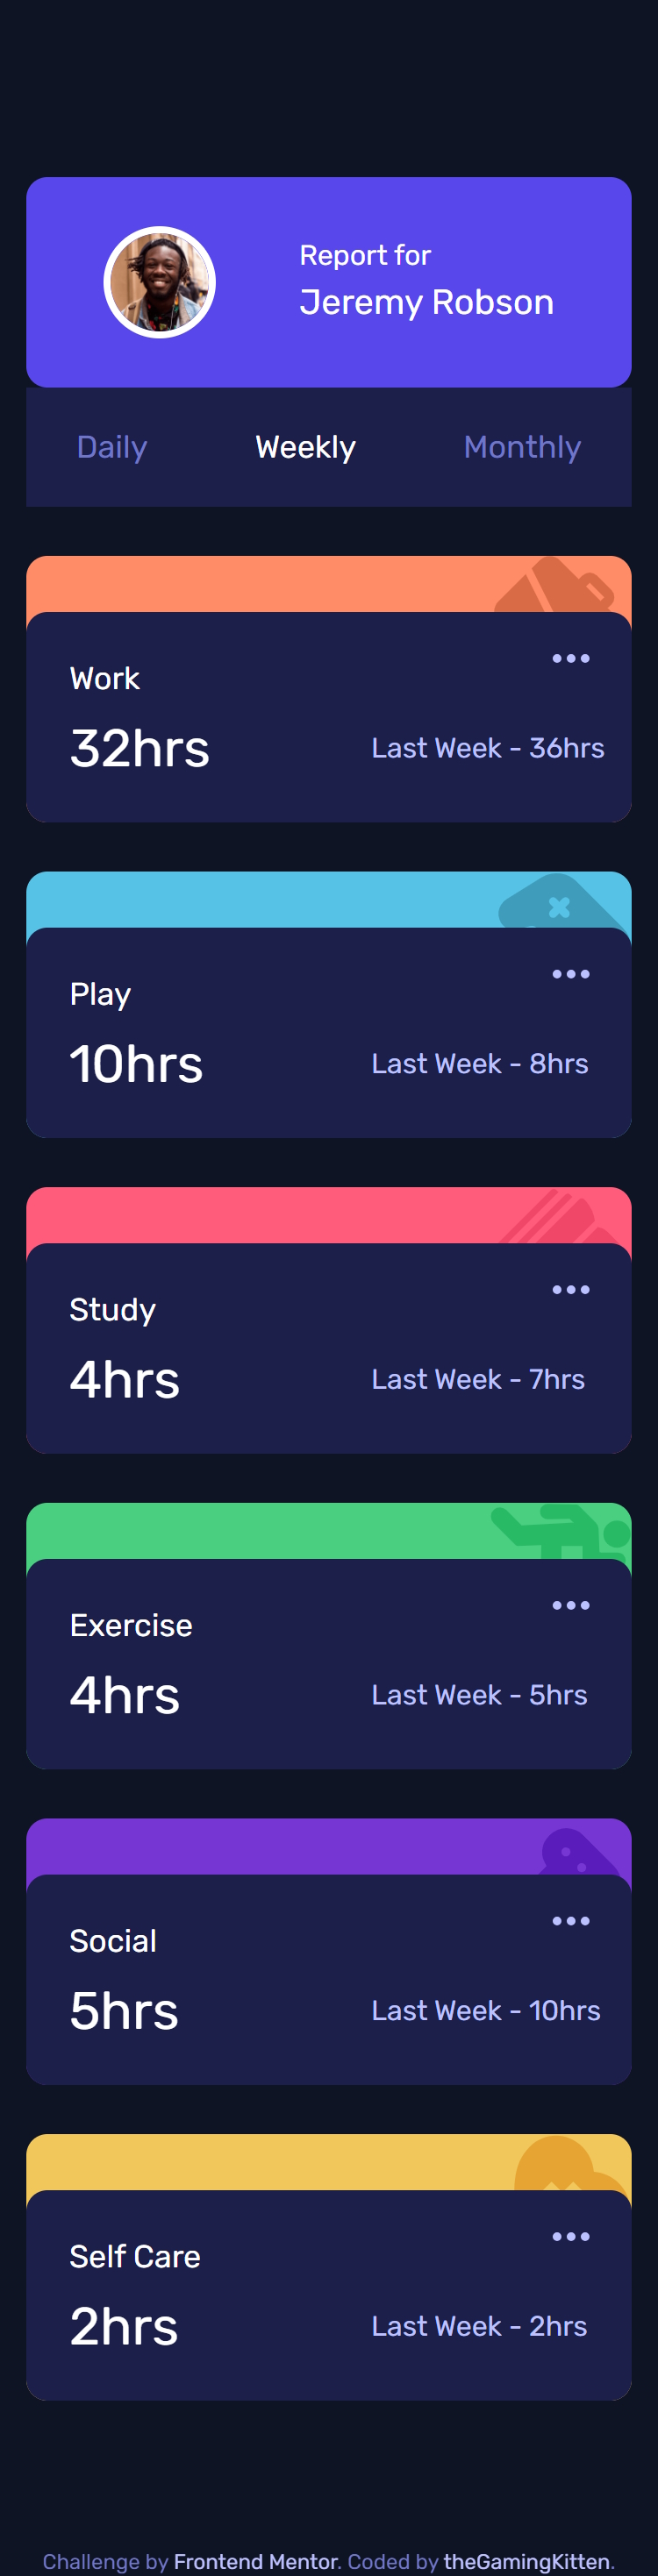 Report for
Jeremy Robson
Daily Weekly Monthly
Work
32hrs Last Week - 36hrs
Play
10hrs Last Week - 8hrs
Study
4hrs Last Week - 7hrs
Exercise
4hrs Last Week - 5hrs
Social
5hrs Last Week - 10hrs
Self Care
2hrs Last Week - 2hrs
Challenge by Frontend Mentor. Coded by theGamingKitten.